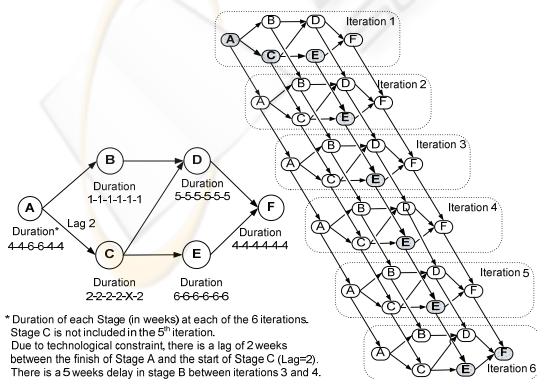 B D Iteration 1
A F
C E
B D Iteration 2
A F
C E
B D Iteration 3
A F
C E
B D Iteration 4
A F
C E
B D Iteration 5
A F
E
B D
A F
C E Iteration 6
B
Duration
1-1-1-1-1-1
D
Duration
5-5-5-5-5-5
A
Duration*
4-4-6-6-4-4
Lag 2
F
Duration
4-4-4-4-4-4
C
Duration
2-2-2-2-X-2
E
Duration
6-6-6-6-6-6
* Duration of each Stage (in weeks) at each of the 6 iterations.
Stage C is not included in the 5th iteration.
Due to technological constraint, there is a lag of 2 weeks
between the finish of Stage A and the start of Stage C (Lag=2).
There is a 5 weeks delay in stage B between iterations 3 and 4.